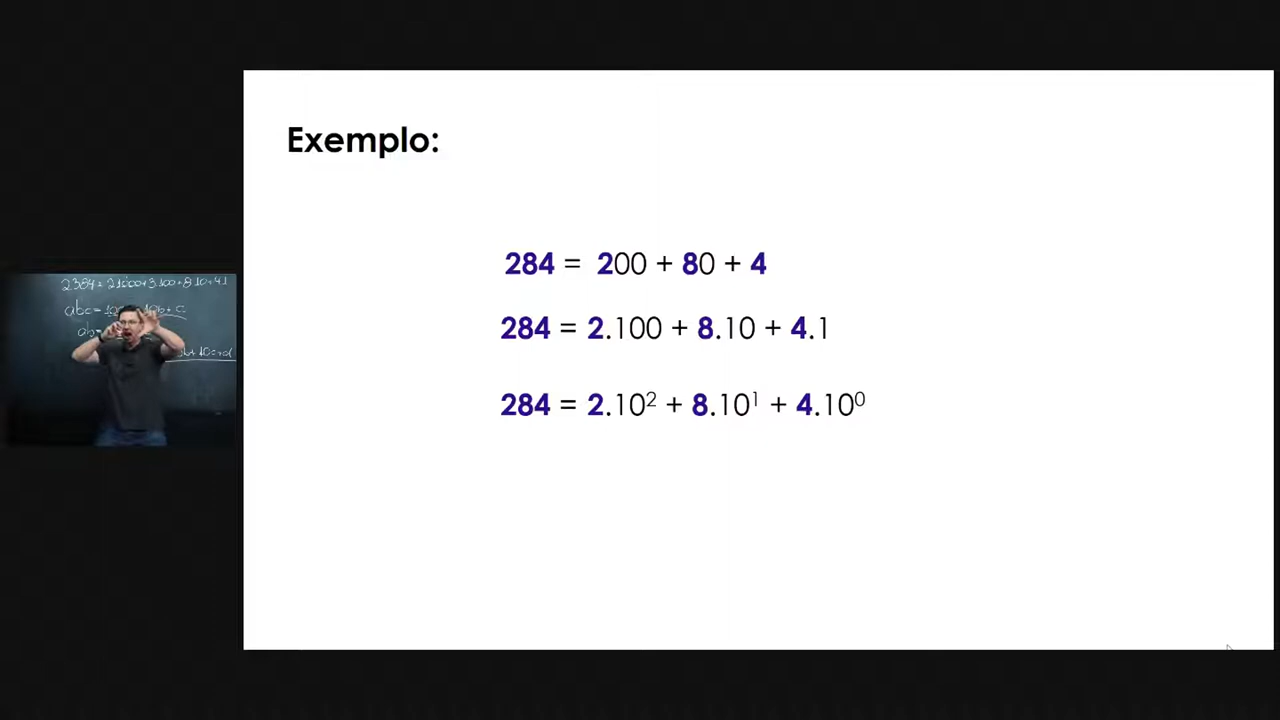 Exemplo:
284 = 200 + 80 + 4
284 = 2.100 + 8.10 + 4.1
284 = 2.10² + 8.10¹ + 4.10⁰
abc =